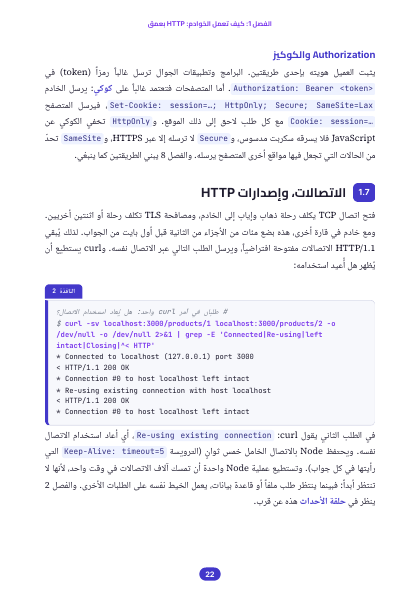 الفصل 1: كيف تعمل الخوادم: HTTP بعمق
Authorization والكوكيز
يثبت العميل هويته بإحدى طريقتين. البرامج وتطبيقات الجوال ترسل غالباً رمزاً (token) في
Authorization: Bearer <token>. أما المتصفحات فتعتمد غالباً على كوكي: يرسل الخادم
Set-Cookie: session=…; HttpOnly; Secure; SameSite=Lax، فيرسل المتصفح
Cookie: session=… مع كل طلب لاحق إلى ذلك الموقع. وHttpOnly تخفي الكوكي عن
JavaScript فلا يسرقه سكربت مدسوس، وSecure لا ترسله إلا عبر HTTPS، وSameSite تحدّ
من الحالات التي تجعل فيها مواقع أخرى المتصفح يرسله. والفصل 8 يبني الطريقتين كما ينبغي.
1.7 الاتصالات، وإصدارات HTTP
فتح اتصال TCP يكلف رحلة ذهاب وإياب إلى الخادم، ومصافحة TLS تكلف رحلة أو اثنتين أخريين.
ومع خادم في قارة أخرى، هذه بضع مئات من الأجزاء من الثانية قبل أول بايت من الجواب. لذلك يُبقي
HTTP/1.1 الاتصالات مفتوحة افتراضياً، ويرسل الطلب التالي عبر الاتصال نفسه. وcurl يستطيع أن
يُظهر هل أُعيد استخدامه:
النافذة 2
# طلبان في أمر curl واحد: هل يُعاد استخدام الاتصال؟
$ curl -sv localhost:3000/products/1 localhost:3000/products/2 -o
/dev/null -o /dev/null 2>&1 | grep -E 'Connected|Re-using|left
intact|Closing|^< HTTP'
* Connected to localhost (127.0.0.1) port 3000
< HTTP/1.1 200 OK
* Connection #0 to host localhost left intact
* Re-using existing connection with host localhost
< HTTP/1.1 200 OK
* Connection #0 to host localhost left intact
في الطلب الثاني يقول curl: Re-using existing connection، أي أعاد استخدام الاتصال
نفسه. ويحتفظ Node بالاتصال الخامل خمس ثوانٍ (الترويسة Keep-Alive: timeout=5 التي
رأيتها في كل جواب). وتستطيع عملية Node واحدة أن تمسك آلاف الاتصالات في وقت واحد، لأنها لا
تنتظر أبداً: فبينما ينتظر طلب ملفاً أو قاعدة بيانات، يعمل الخيط نفسه على الطلبات الأخرى. والفصل 2
ينظر في حلقة الأحداث هذه عن قرب.
22